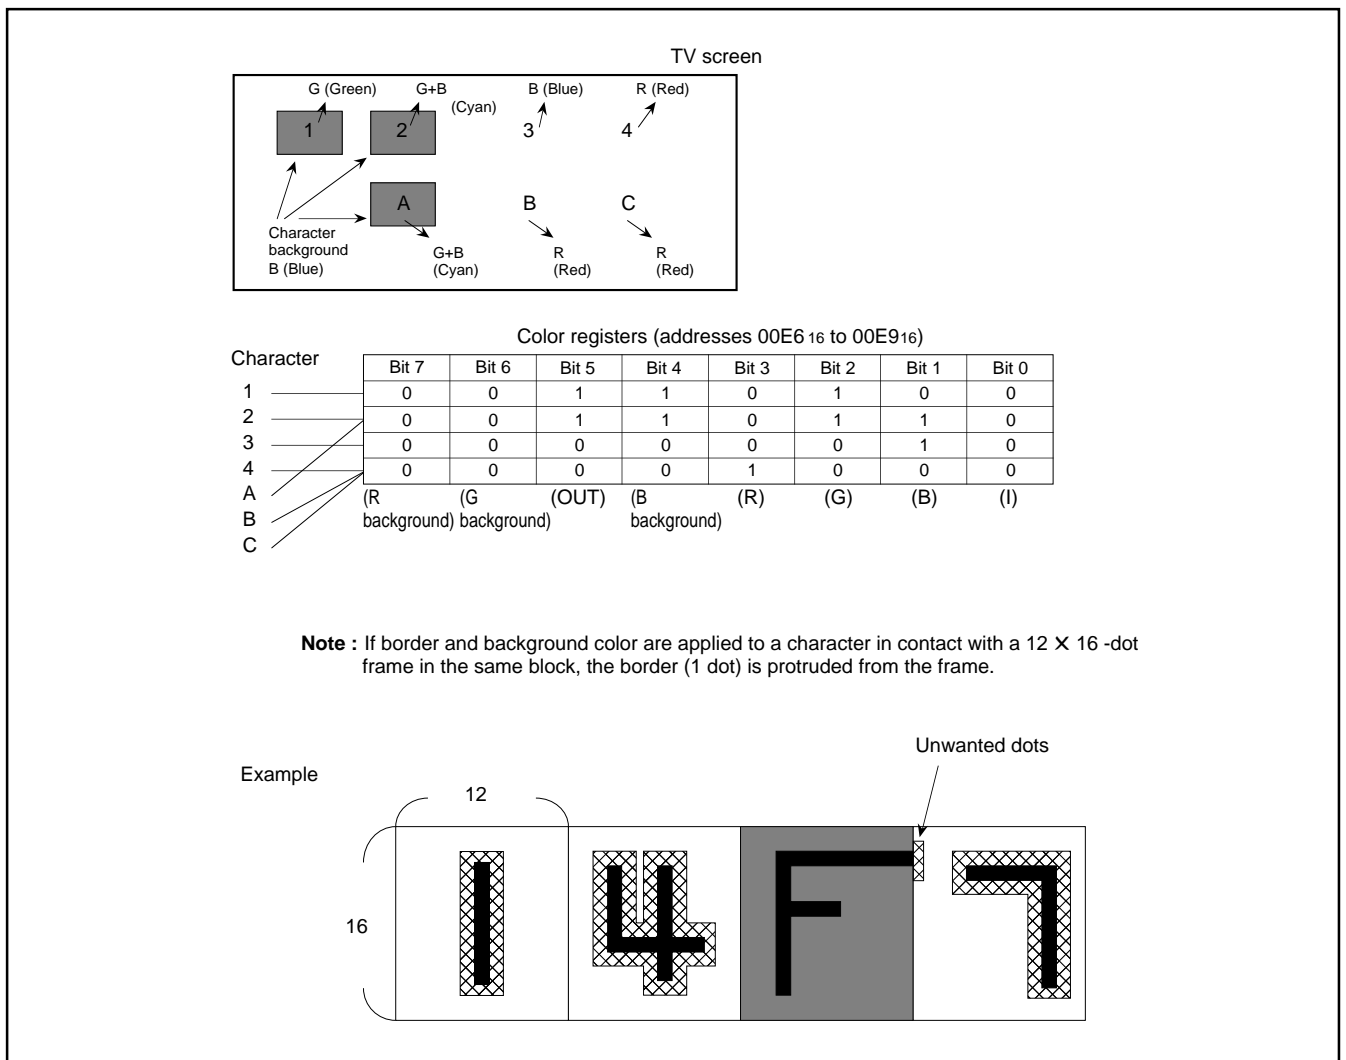 TV screen
G (Green) G+B B (Blue) R (Red)
(Cyan)
1 2 3 4
A B C
Character
background
B (Blue)
G+B R R
(Cyan) (Red) (Red)
Color registers (addresses 00E6 16 to 00E916)
Character
Bit 7 Bit 6 Bit 5 Bit 4 Bit 3 Bit 2 Bit 1 Bit 0
1 0 0 1 1 0 1 0 0
2 0 0 1 1 0 1 1 0
3 0 0 0 0 0 0 1 0
4 0 0 0 0 1 0 0 0
A
B
C
(R (G (OUT) (B (R) (G) (B) (I)
background) background) background)
Note : If border and background color are applied to a character in contact with a 12 × 16 -dot
frame in the same block, the border (1 dot) is protruded from the frame.
Unwanted dots
Example
12
16
1 4 F 7